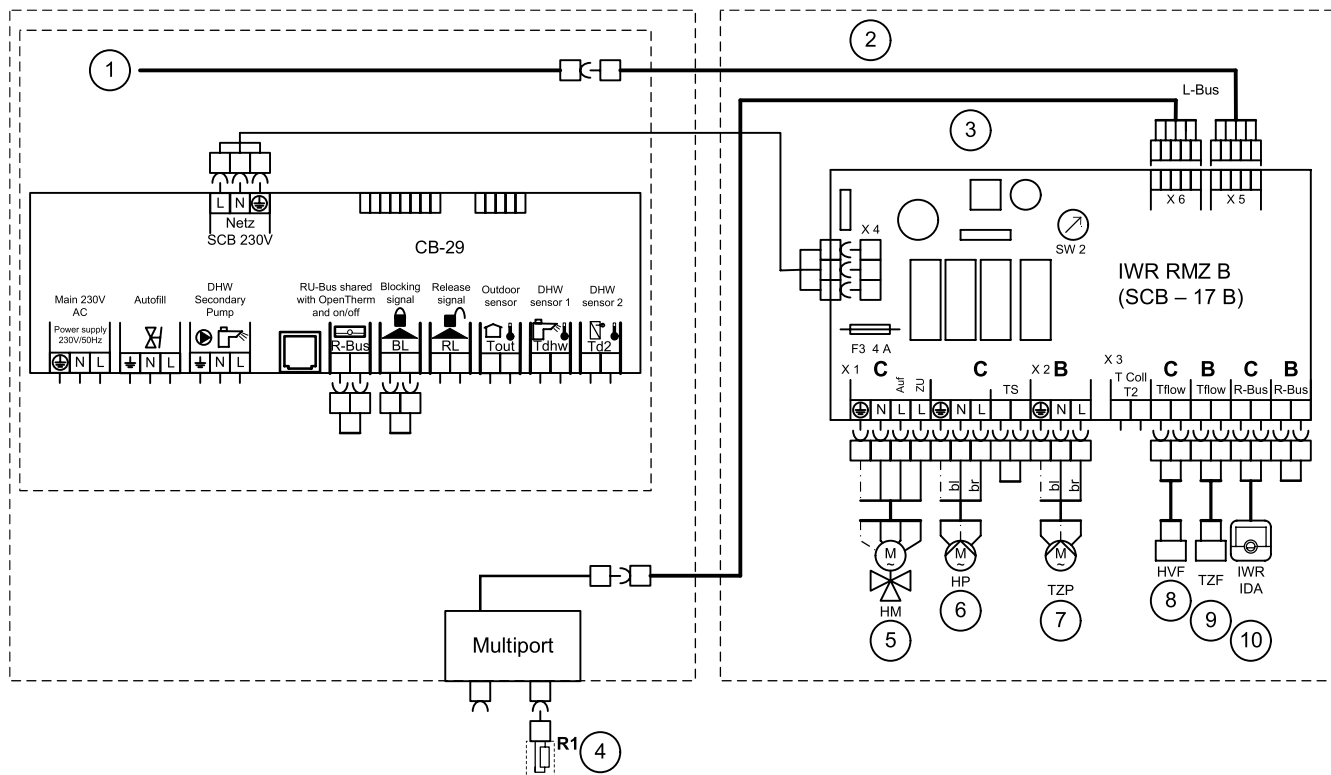 1
2
L-Bus
3
L N
Netz
SCB 230V
CB-29
X 6
X 5
X 4
SW 2
IWR RMZ B
(SCB – 17 B)
Main 230V
AC
Power supply
230V/50Hz
N L
Autofill
N L
DHW
Secondary
Pump
N L
RU-Bus shared
with OpenTherm
and on/off
R-Bus
Blocking
signal
BL
Release
signal
RL
Outdoor
sensor
Tout
DHW
sensor 1
Tdhw
DHW
sensor 2
Td2
F3 4 A
X 1 C
Auf
ZU
N L L
C
N L
TS
X 2 B
N L
X 3
T Coll
T2
C B C B
Tflow Tflow R-Bus R-Bus
bl br
bl br
M
~
HM
5
M
~
HP
6
M
~
TZP
7
HVF
8
TZF
9
IWR
IDA
10
Multiport
R1
4